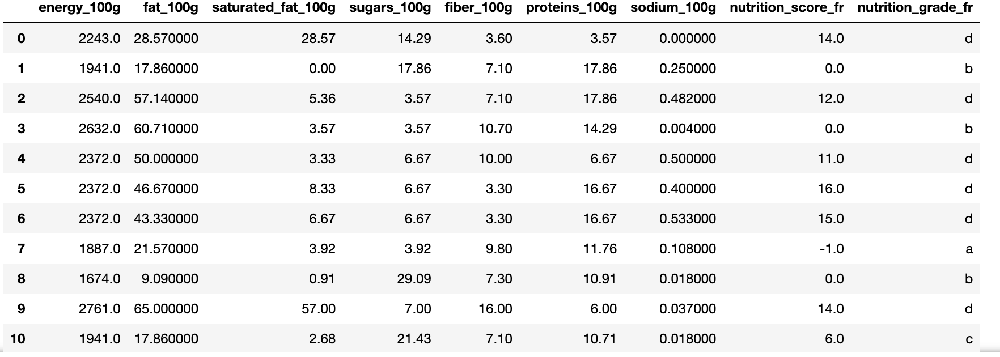 energy_100g fat_100g saturated_fat_100g sugars_100g fiber_100g proteins_100g sodium_100g nutrition_score_fr nutrition_grade_fr
0 2243.0 28.570000 28.57 14.29 3.60 3.57 0.000000 14.0 d
1 1941.0 17.860000 0.00 17.86 7.10 17.86 0.250000 0.0 b
2 2540.0 57.140000 5.36 3.57 7.10 17.86 0.482000 12.0 d
3 2632.0 60.710000 3.57 3.57 10.70 14.29 0.004000 0.0 b
4 2372.0 50.000000 3.33 6.67 10.00 6.67 0.500000 11.0 d
5 2372.0 46.670000 8.33 6.67 3.30 16.67 0.400000 16.0 d
6 2372.0 43.330000 6.67 6.67 3.30 16.67 0.533000 15.0 d
7 1887.0 21.570000 3.92 3.92 9.80 11.76 0.108000 -1.0 a
8 1674.0 9.090000 0.91 29.09 7.30 10.91 0.018000 0.0 b
9 2761.0 65.000000 57.00 7.00 16.00 6.00 0.037000 14.0 d
10 1941.0 17.860000 2.68 21.43 7.10 10.71 0.018000 6.0 c